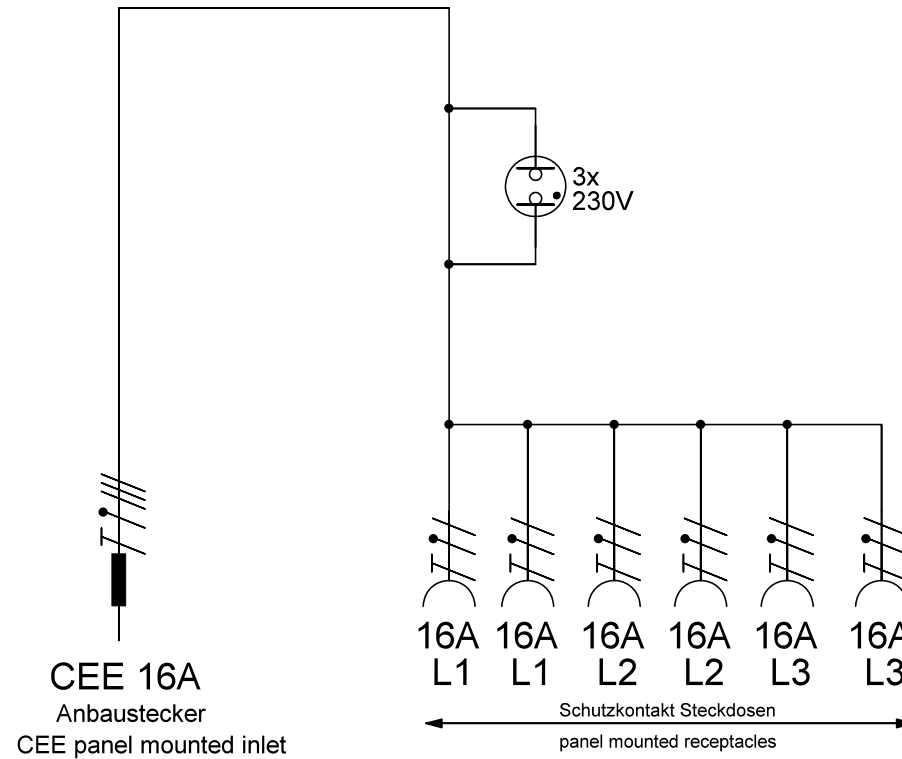 3x
230V
16A 16A 16A 16A 16A 16A
L1 L1 L2 L2 L3 L3
CEE 16A
Anbaustecker
CEE panel mounted inlet
Schutzkontakt Steckdosen
panel mounted receptacles